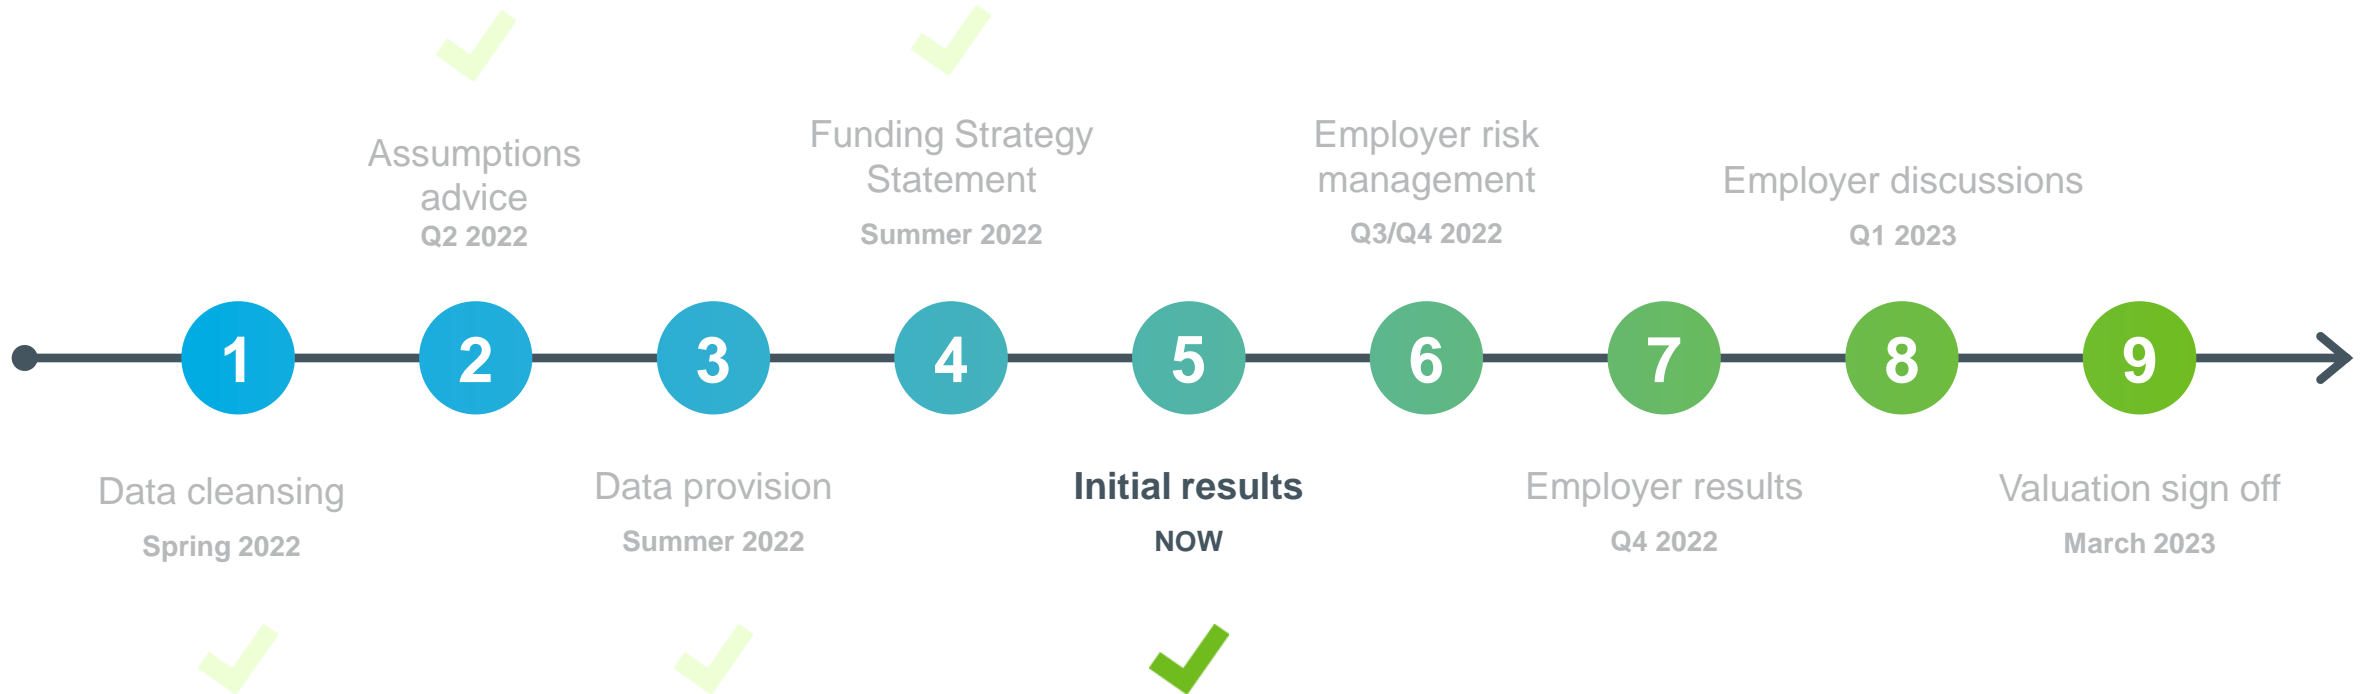 Assumptions
advice
Q2 2022
Funding Strategy
Statement
Summer 2022
Employer risk
management
Q3/Q4 2022
Employer discussions
Q1 2023
1
2
3
4
5
6
7
8
9
Data cleansing
Spring 2022
Data provision
Summer 2022
Initial results
NOW
Employer results
Q4 2022
Valuation sign off
March 2023